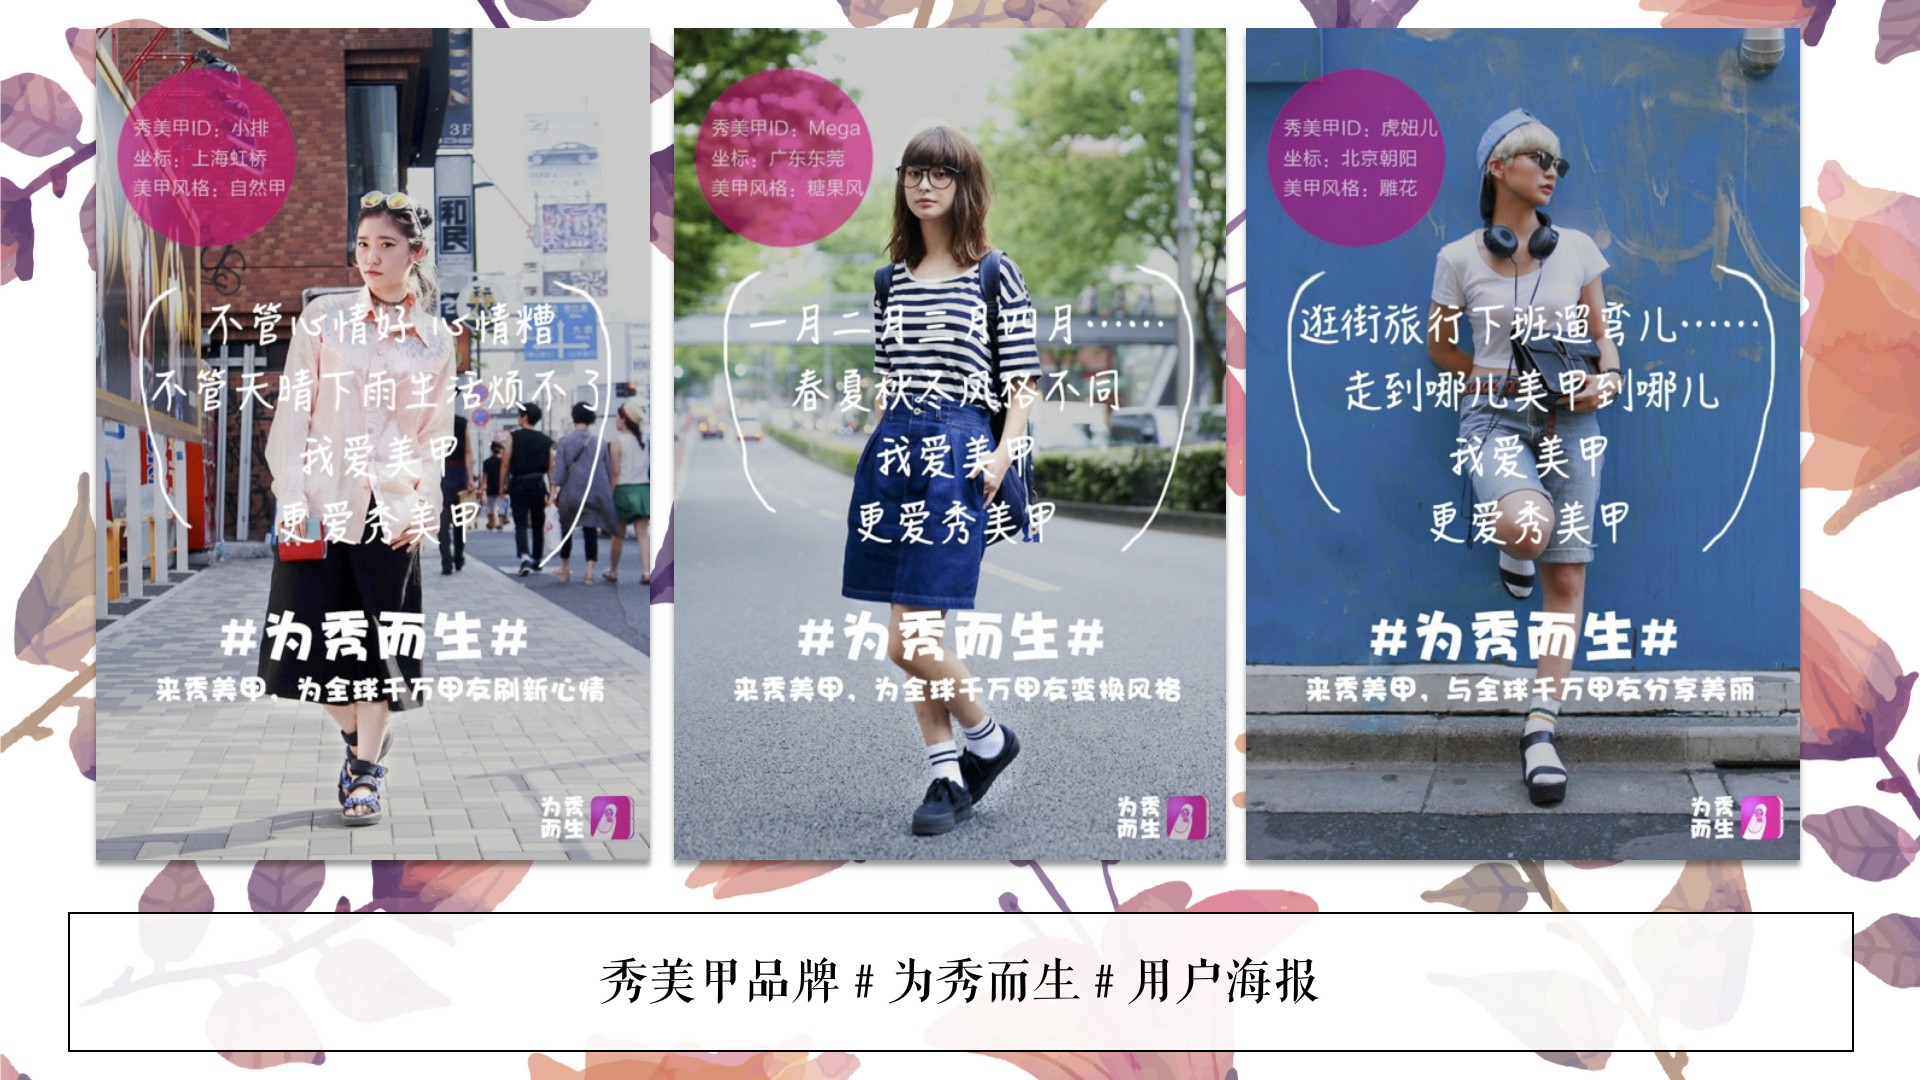 秀美甲ID：小排
坐标：上海虹桥
美甲风格：自然甲
3F
和民
不管心情好 心情糟
不管天晴下雨生活烦不了
我爱美甲
更爱秀美甲
#为秀而生#
来秀美甲，为全球千万甲友刷新心情
为秀
而生
秀美甲ID：Mega
坐标：广东东莞
美甲风格：糖果风
一月二月三月四月······
春夏秋冬风格不同
我爱美甲
更爱秀美甲
#为秀而生#
来秀美甲，为全球千万甲友变换风格
为秀
而生
秀美甲ID：虎妞儿
坐标：北京朝阳
美甲风格：雕花
逛街旅行下班遛弯儿······
走到哪儿美甲到哪儿
我爱美甲
更爱秀美甲
#为秀而生#
来秀美甲，与全球千万甲友分享美丽
为秀
而生
秀美甲品牌 # 为秀而生 # 用户海报